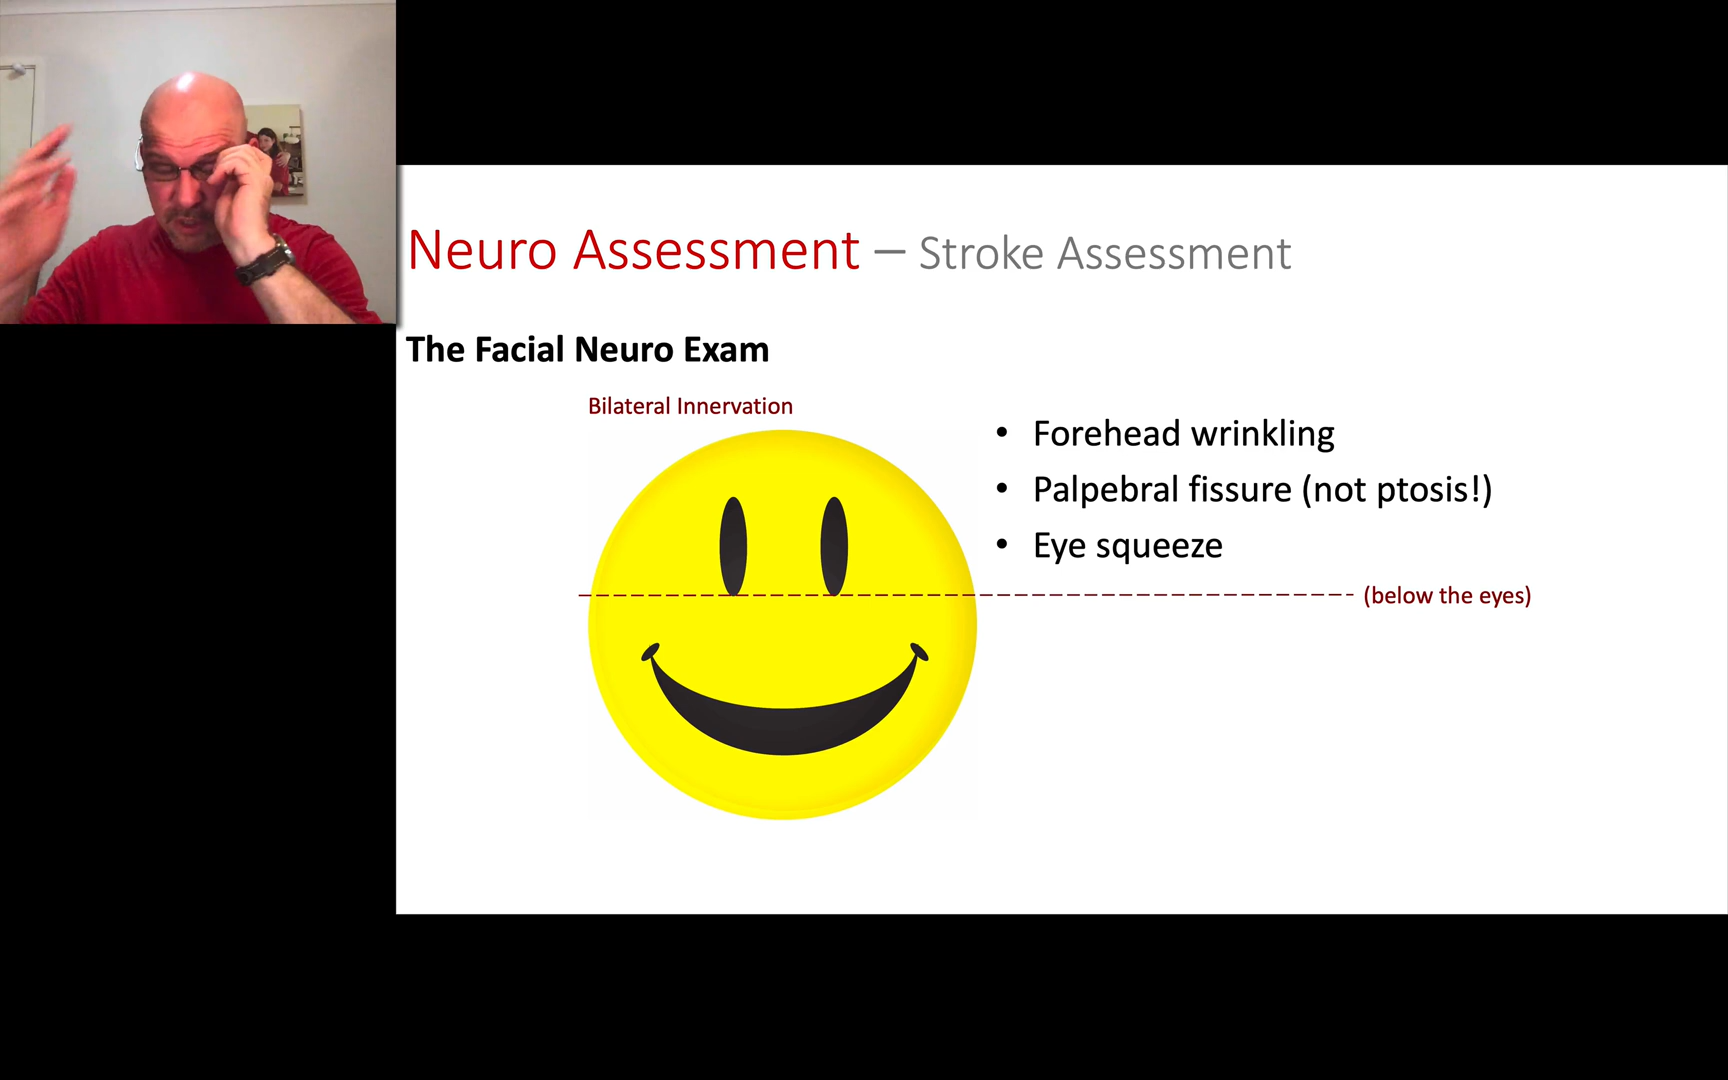 Neuro Assessment – Stroke Assessment
The Facial Neuro Exam
Bilateral Innervation
• Forehead wrinkling
• Palpebral fissure (not ptosis!)
• Eye squeeze
(below the eyes)